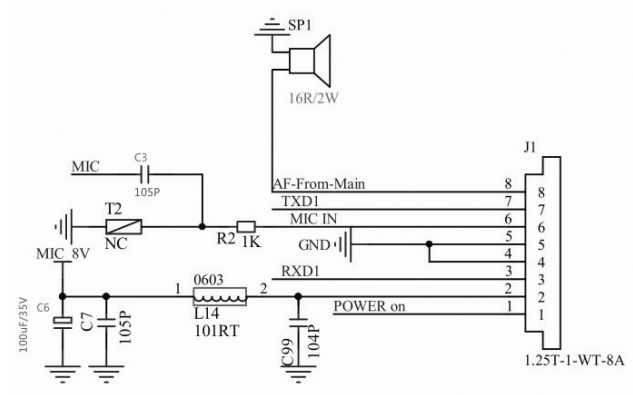 SP1
16R/2W
J1
C3
MIC
105P
AF-From-Main
8
8
TXD1
7
7
T2
MIC IN
6
6
NC
R2
1K
GND
5
5
4
4
MIC 8V
RXD1
3
3
0603
1
2
2
2
C6
100uF/35V
C7
105P
L14
101RT
C99
104P
POWER on
1
1
1.25T-1-WT-8A